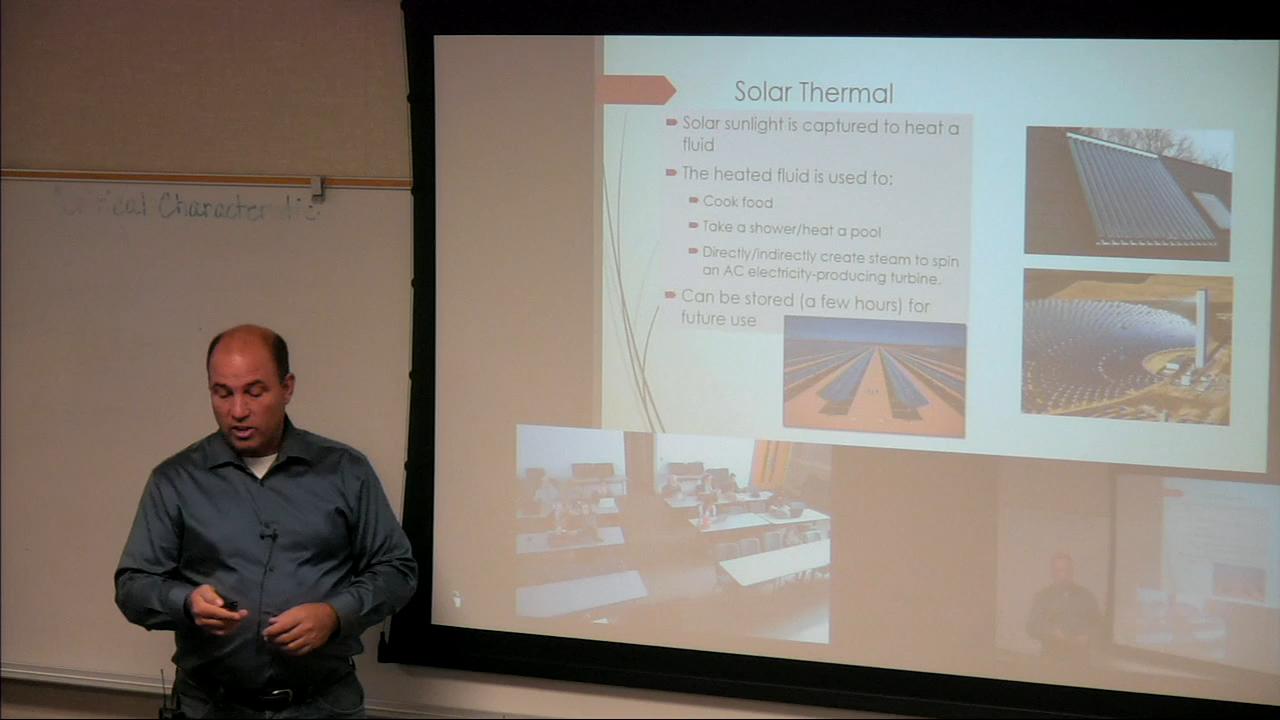 Solar Thermal
Solar sunlight is captured to heat a
fluid
The heated fluid is used to:
Cook food
Take a shower/heat a pool
Directly/indirectly create steam to spin
an AC electricity-producing turbine.
Can be stored (a few hours) for
future use
Critical Characteristic